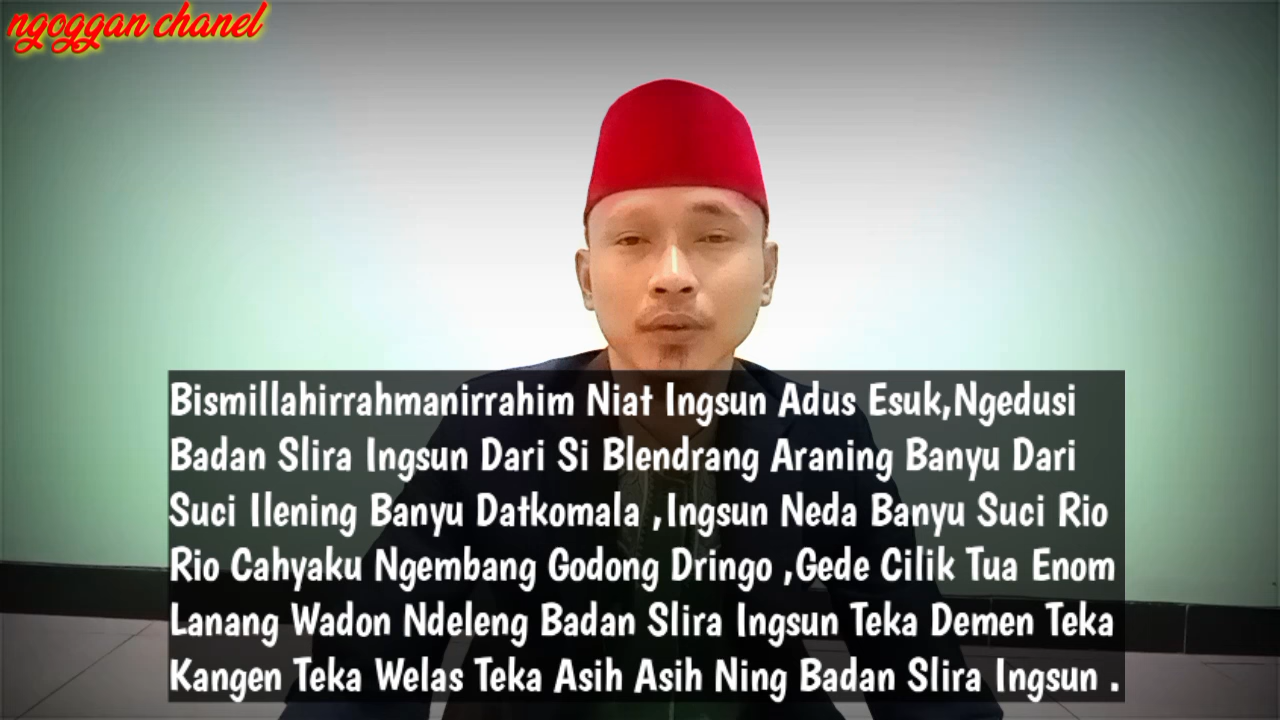 ngoggan chanel
Bismillahirrahmanirrahim Niat Ingsun Adus Esuk,Ngedusi
Badan Slira Ingsun Dari Si Blendrang Araning Banyu Dari
Suci Ilening Banyu Datkomala ,Ingsun Neda Banyu Suci Rio
Rio Cahyaku Ngembang Godong Dringo ,Gede Cilik Tua Enom
Lanang Wadon Ndeleng Badan Slira Ingsun Teka Demen Teka
Kangen Teka Welas Teka Asih Asih Ning Badan Slira Ingsun .